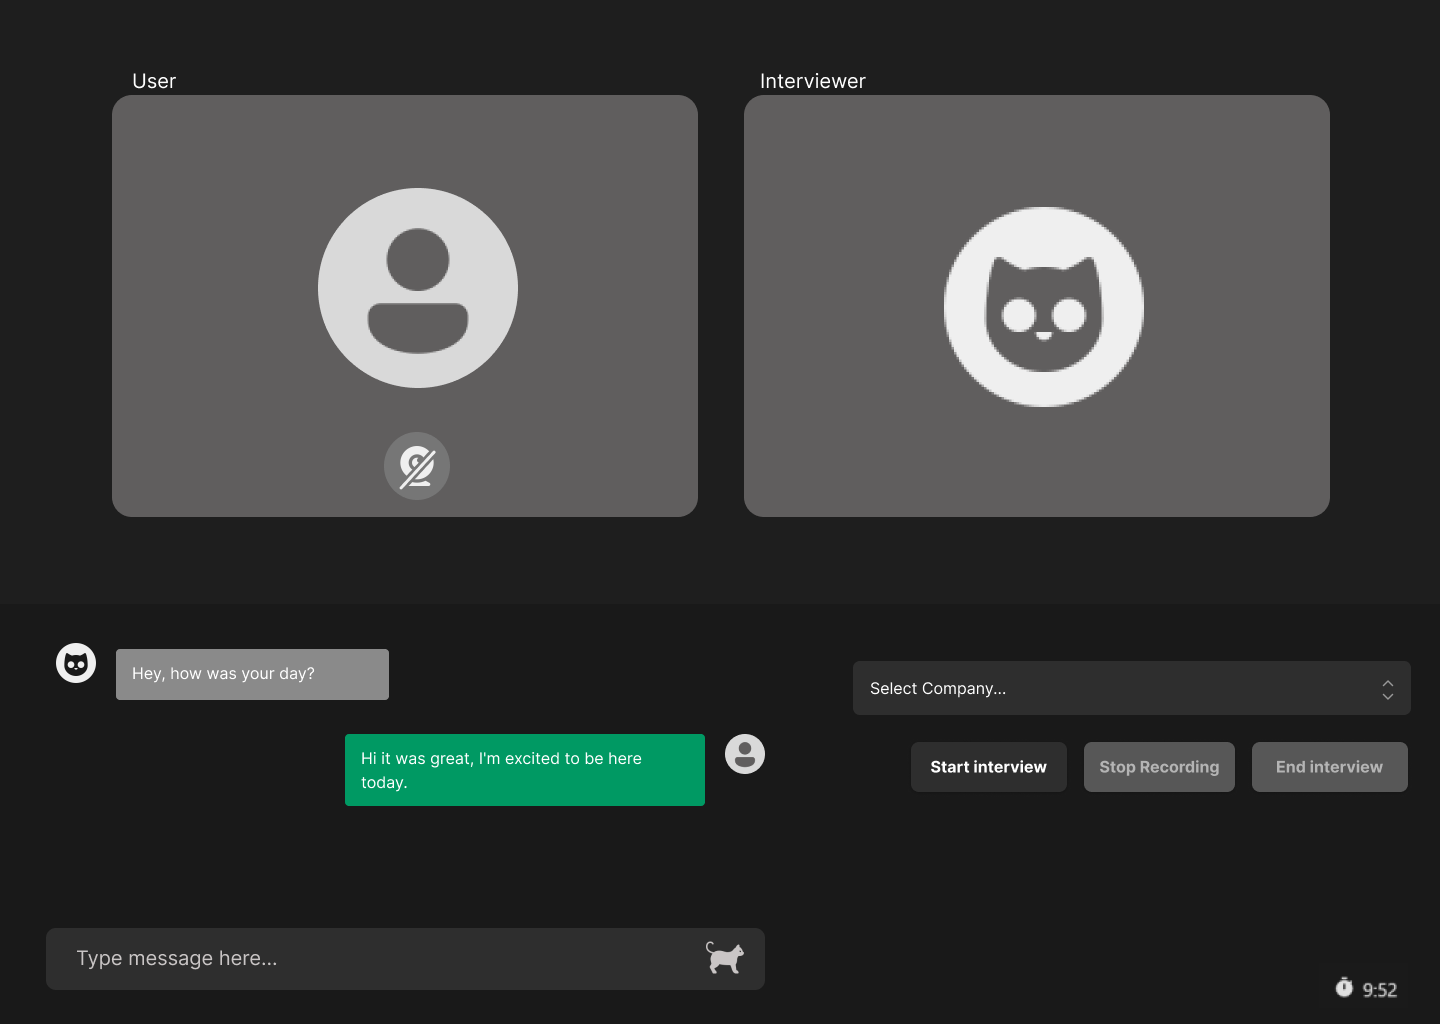 User
Interviewer
Hey, how was your day?
Hi it was great, I'm excited to be here
today.
Select Company...
Start interview
Stop Recording
End interview
Type message here...
9:52